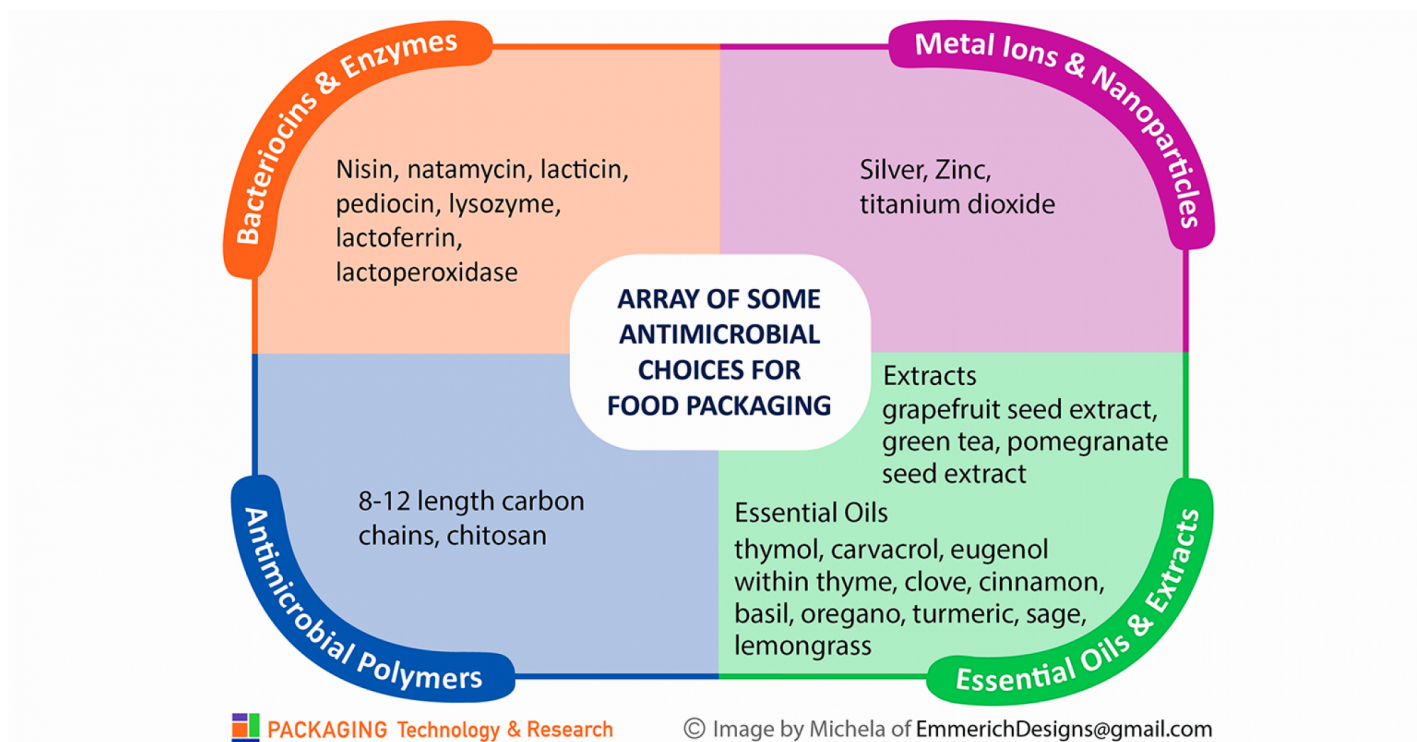 Bacteriocins & Enzymes
Nisin, natamycin, lacticin,
pediocin, lysozyme,
lactoferrin,
lactoperoxidase
Metal Ions & Nanoparticles
Silver, Zinc,
titanium dioxide
ARRAY OF SOME
ANTIMICROBIAL
CHOICES FOR
FOOD PACKAGING
Antimicrobial Polymers
8-12 length carbon
chains, chitosan
Extracts
grapefruit seed extract,
green tea, pomegranate
seed extract
Essential Oils
thymol, carvacrol, eugenol
within thyme, clove, cinnamon,
basil, oregano, turmeric, sage,
lemongrass
Essential Oils & Extracts
PACKAGING Technology & Research
© Image by Michela of EmmerichDesigns@gmail.com